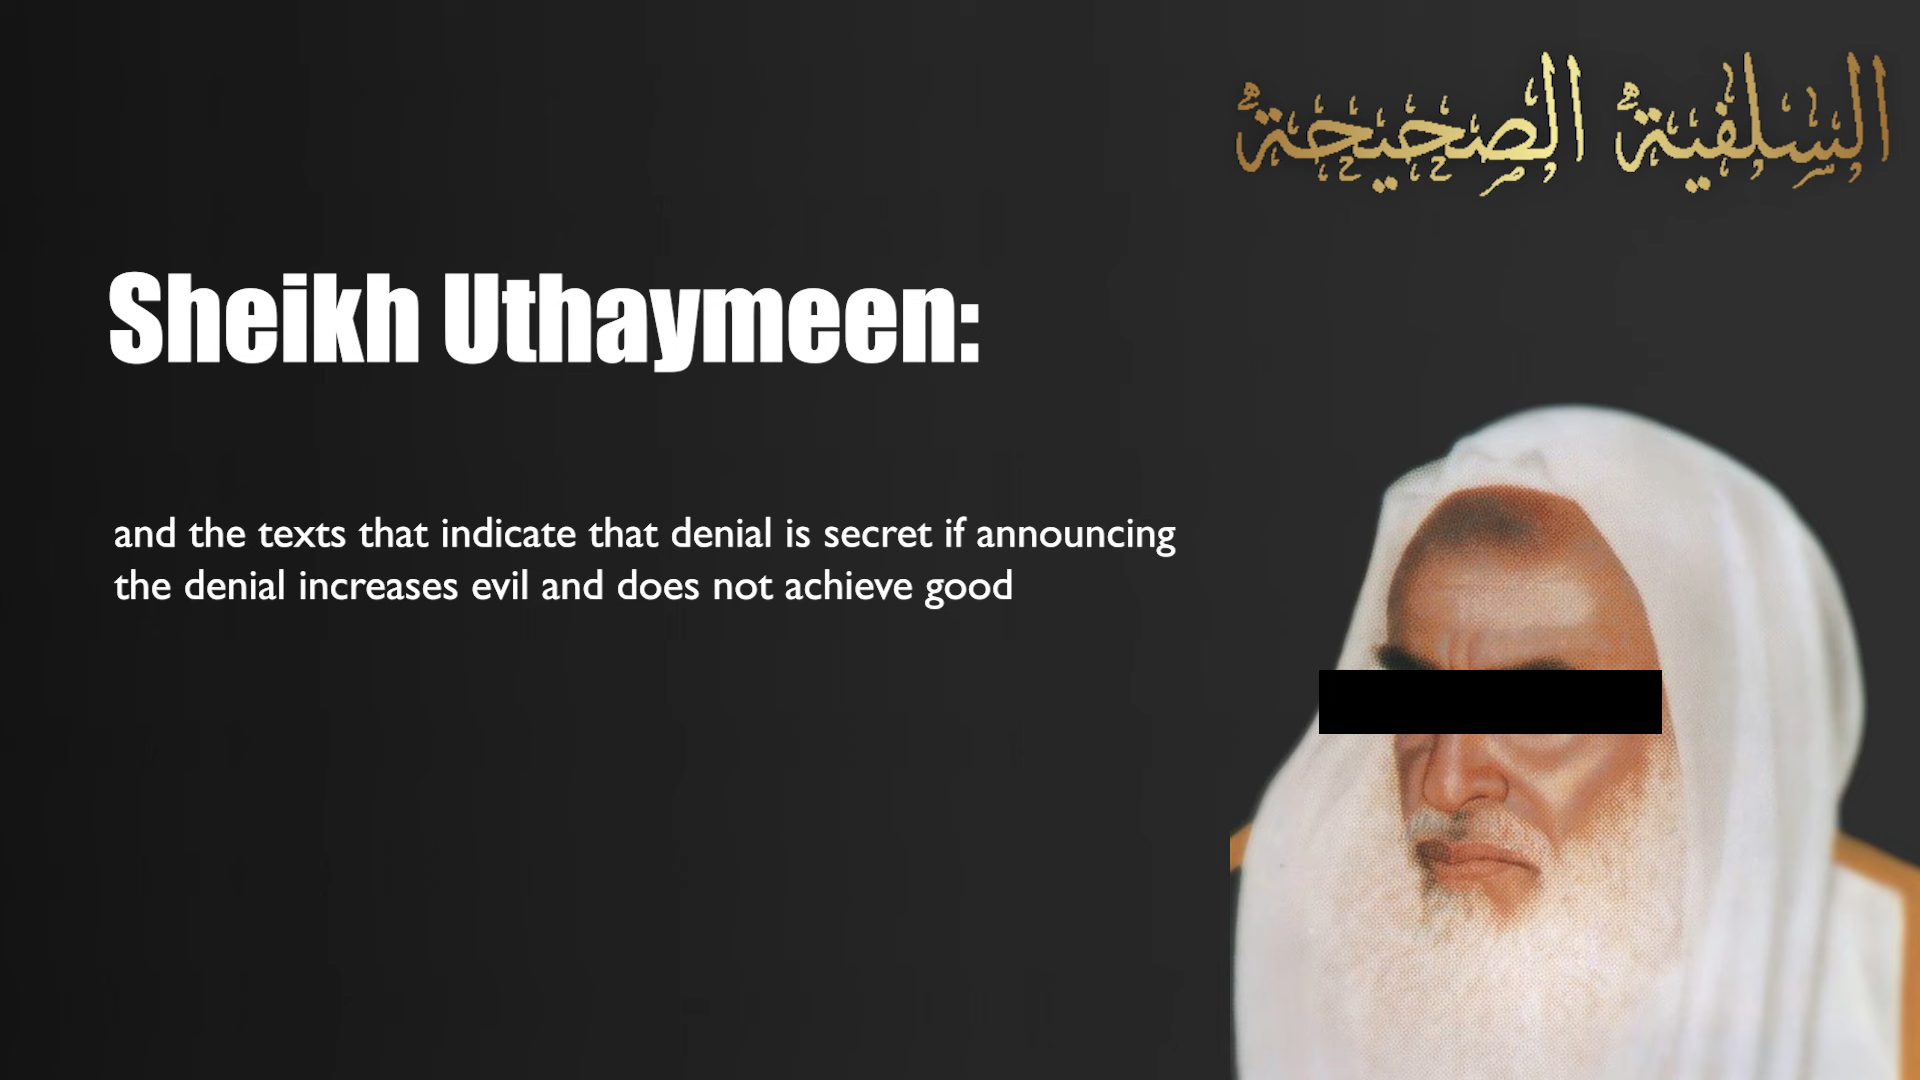 السلفية الصحيحة
Sheikh Uthaymeen:
and the texts that indicate that denial is secret if announcing
the denial increases evil and does not achieve good